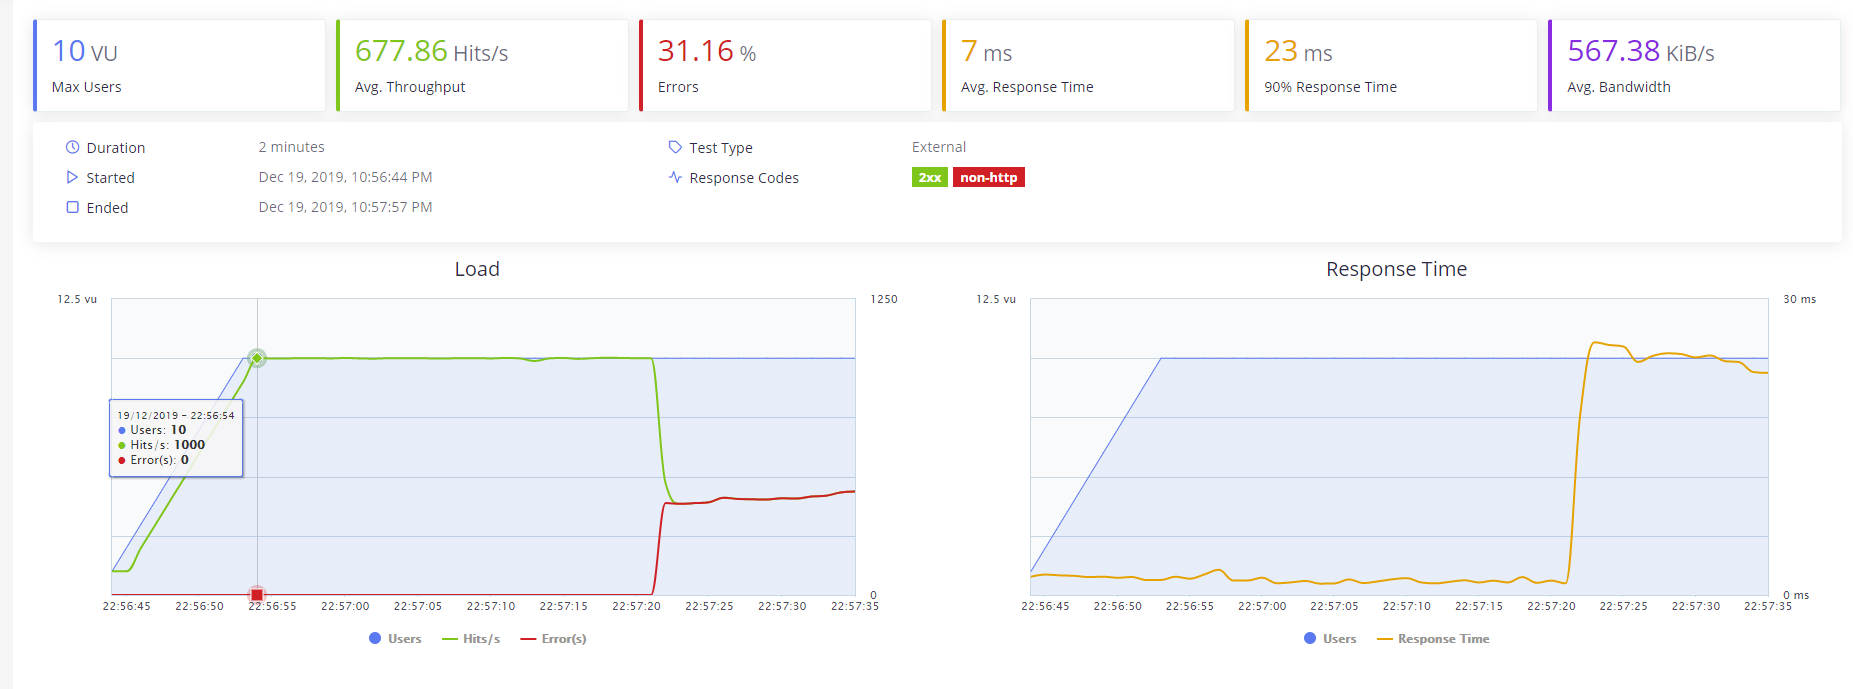 10 VU
Max Users
677.86 Hits/s
Avg. Throughput
31.16 %
Errors
7 ms
Avg. Response Time
23 ms
90% Response Time
567.38 KiB/s
Avg. Bandwidth
Duration 2 minutes
Started Dec 19, 2019, 10:56:44 PM
Ended Dec 19, 2019, 10:57:57 PM
Test Type External
Response Codes 2xx non-http
Load
12.5 vu 1250
19/12/2019 - 22:56:54
Users: 10
Hits/s: 1000
Error(s): 0
0
22:56:45 22:56:50 22:56:55 22:57:00 22:57:05 22:57:10 22:57:15 22:57:20 22:57:25 22:57:30 22:57:35
Users Hits/s Error(s)
Response Time
12.5 vu 30 ms
0 ms
22:56:45 22:56:50 22:56:55 22:57:00 22:57:05 22:57:10 22:57:15 22:57:20 22:57:25 22:57:30 22:57:35
Users Response Time